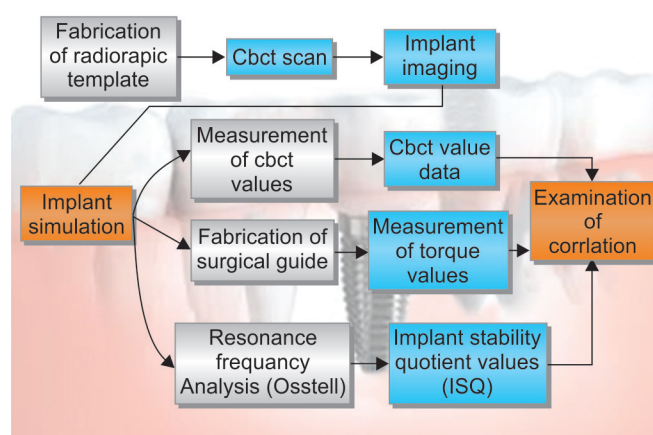 Fabrication
of radiorapic
template
Cbct scan
Implant
imaging
Measurement
of cbct
values
Cbct value
data
Implant
simulation
Examination
of
corrlation
Fabrication of
surgical guide
Measurement
of torque
values
Resonance
frequancy
Analysis (Osstell)
Implant stability
quotient values
(ISQ)